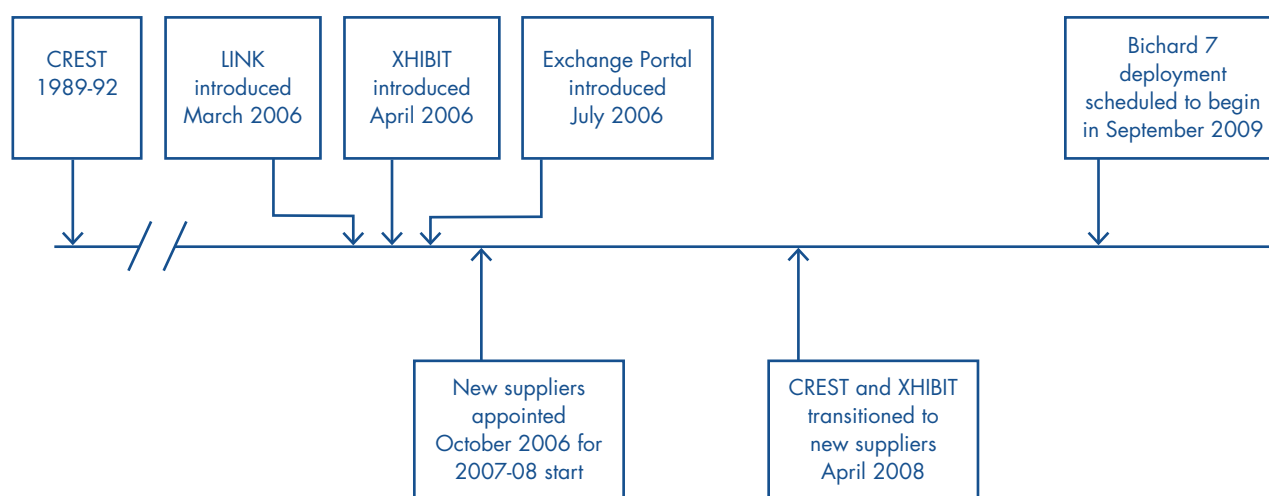 CREST
1989-92
LINK
introduced
March 2006
XHIBIT
introduced
April 2006
Exchange Portal
introduced
July 2006
Bichard 7
deployment
scheduled to begin
in September 2009
New suppliers
appointed
October 2006 for
2007-08 start
CREST and XHIBIT
transitioned to
new suppliers
April 2008